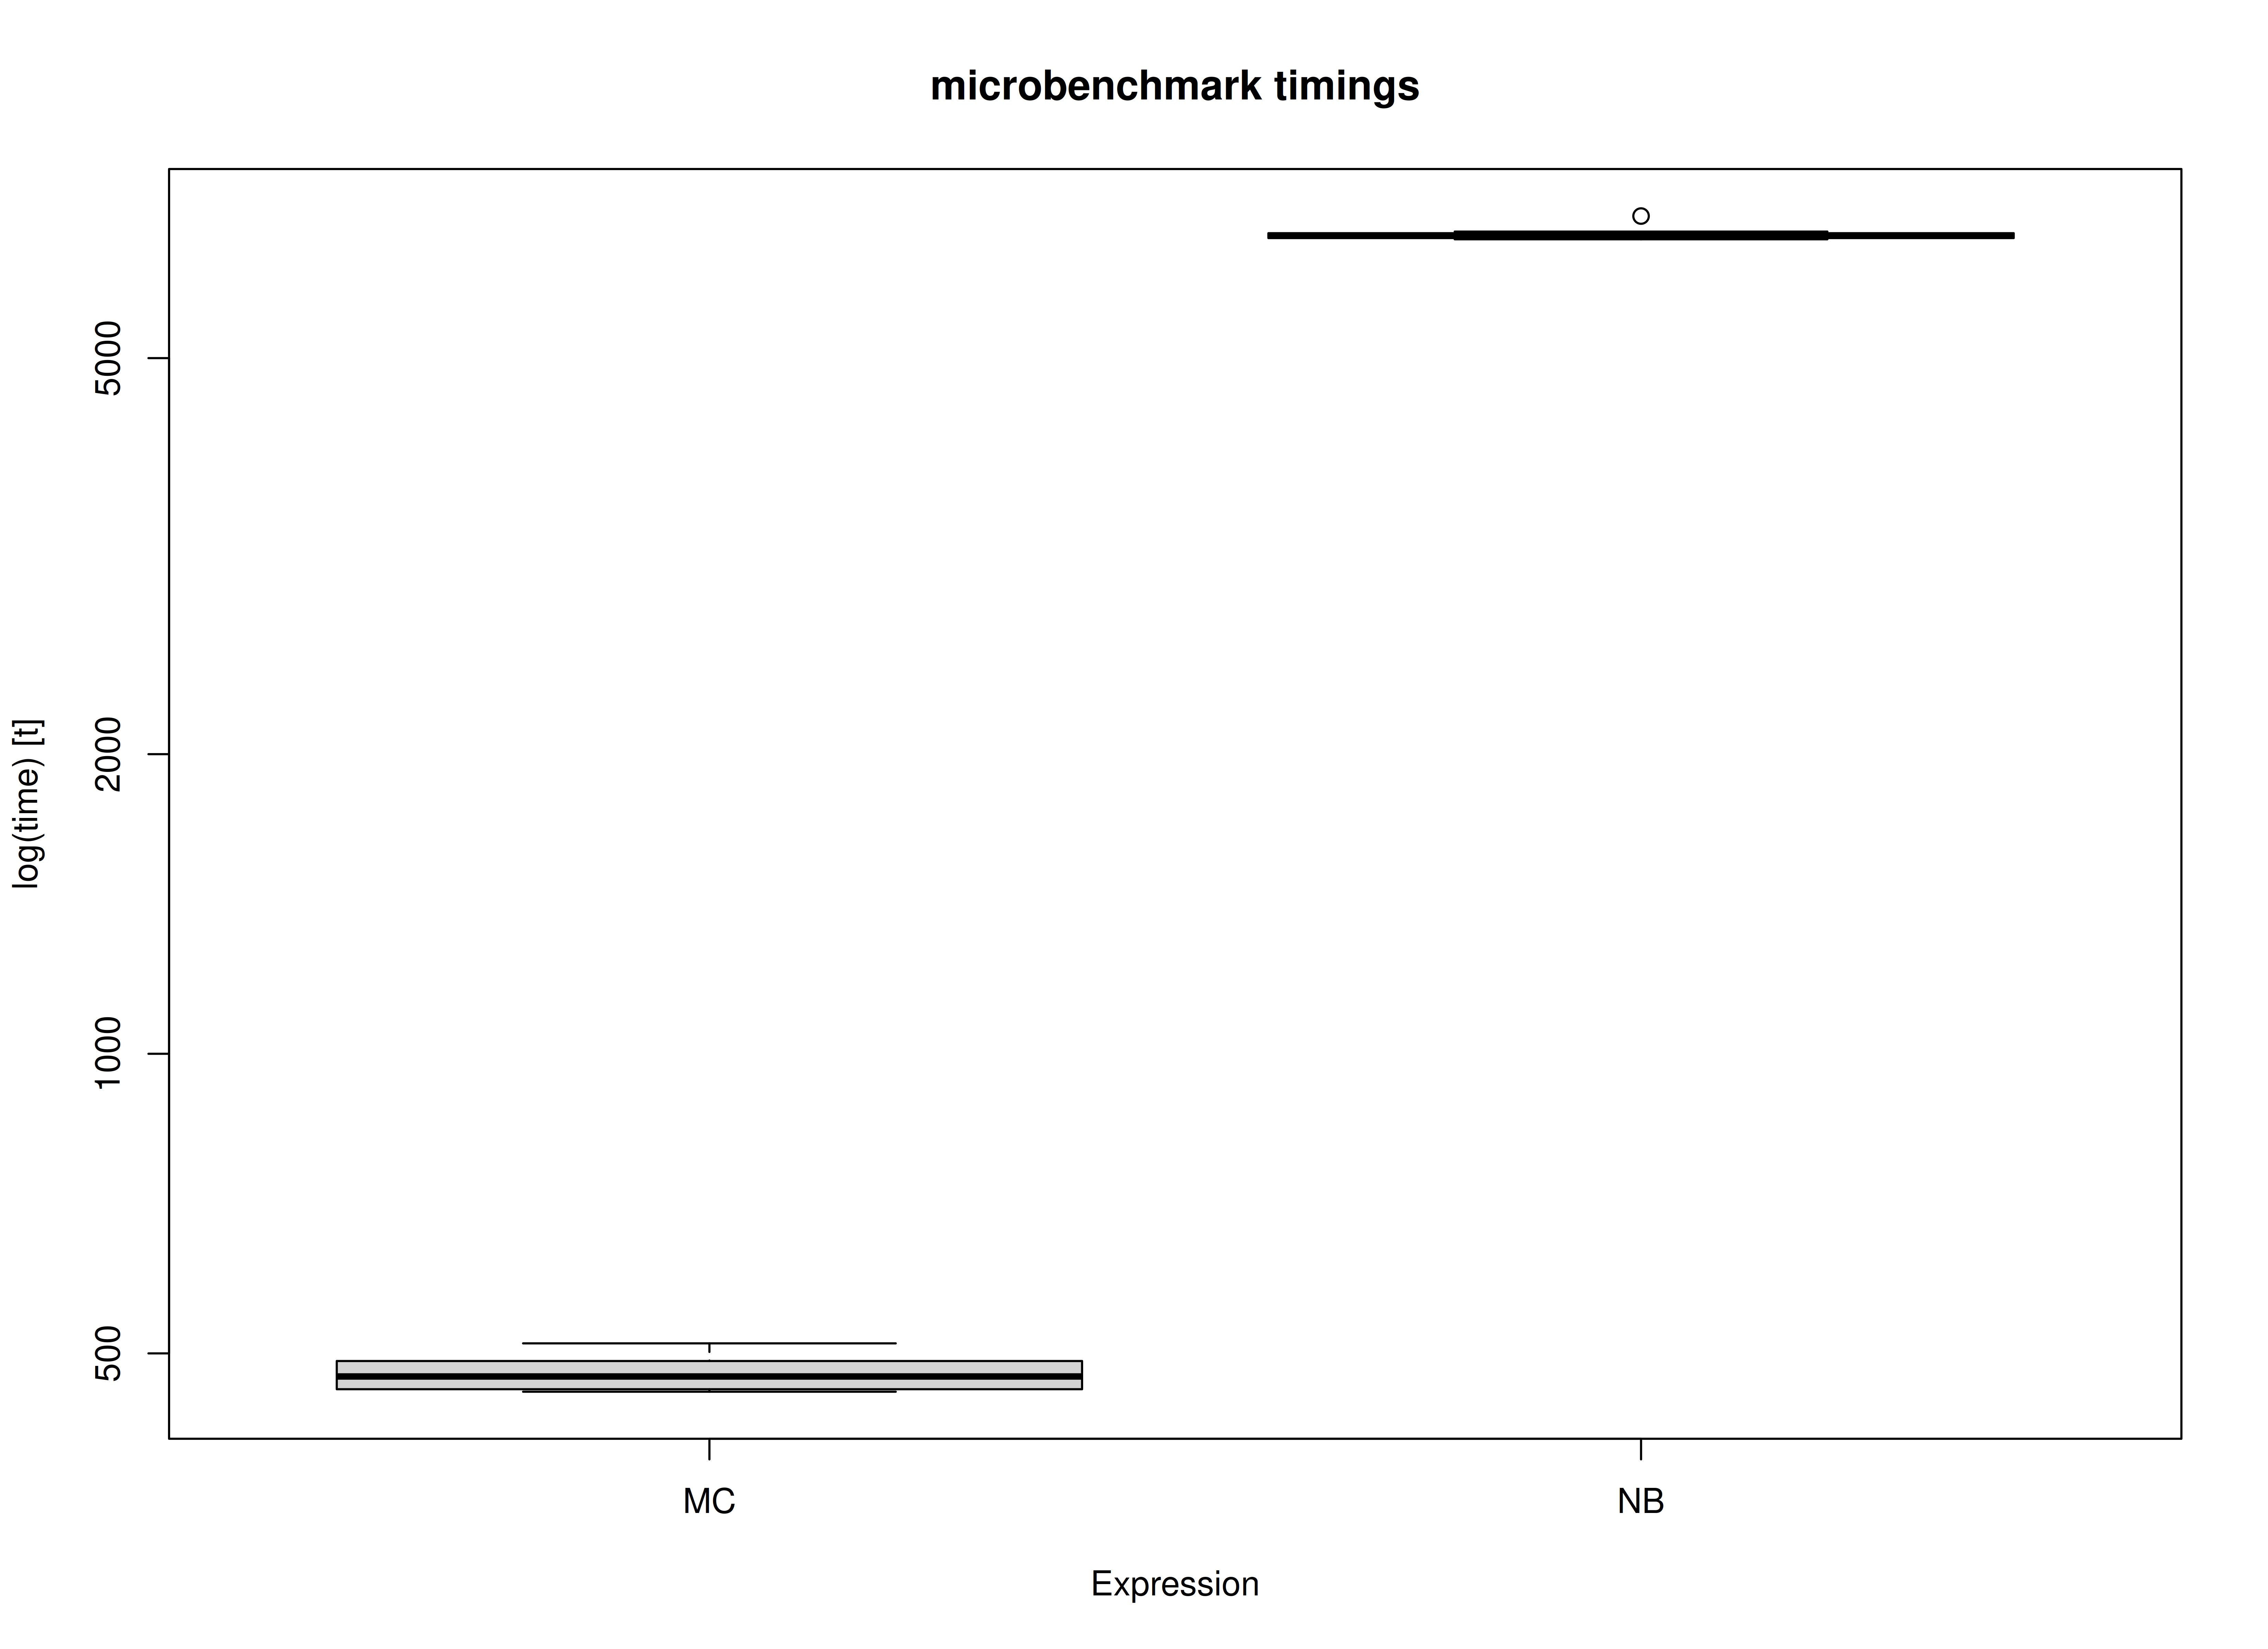 microbenchmark timings
log(time) [t]
5000
2000
1000
500
MC
NB
Expression